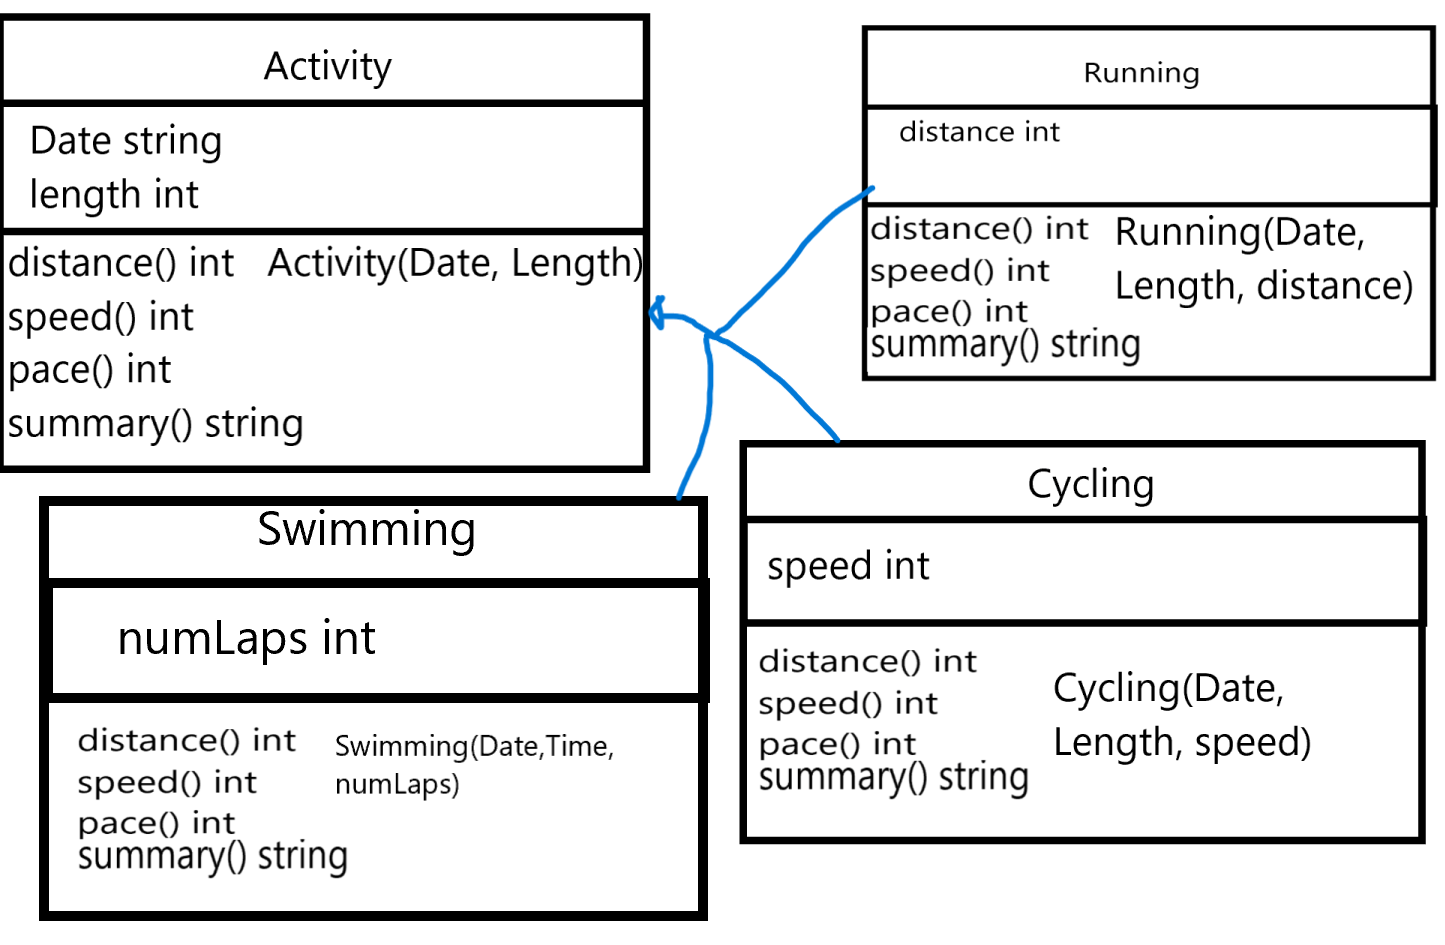 Activity
Date string
length int
distance() int Activity(Date, Length)
speed() int
pace() int
summary() string
Running
distance int
distance() int
speed() int
pace() int
summary() string
Running(Date,
Length, distance)
Swimming
numLaps int
distance() int
speed() int
pace() int
summary() string
Swimming(Date,Time,
numLaps)
Cycling
speed int
distance() int
speed() int
pace() int
summary() string
Cycling(Date,
Length, speed)